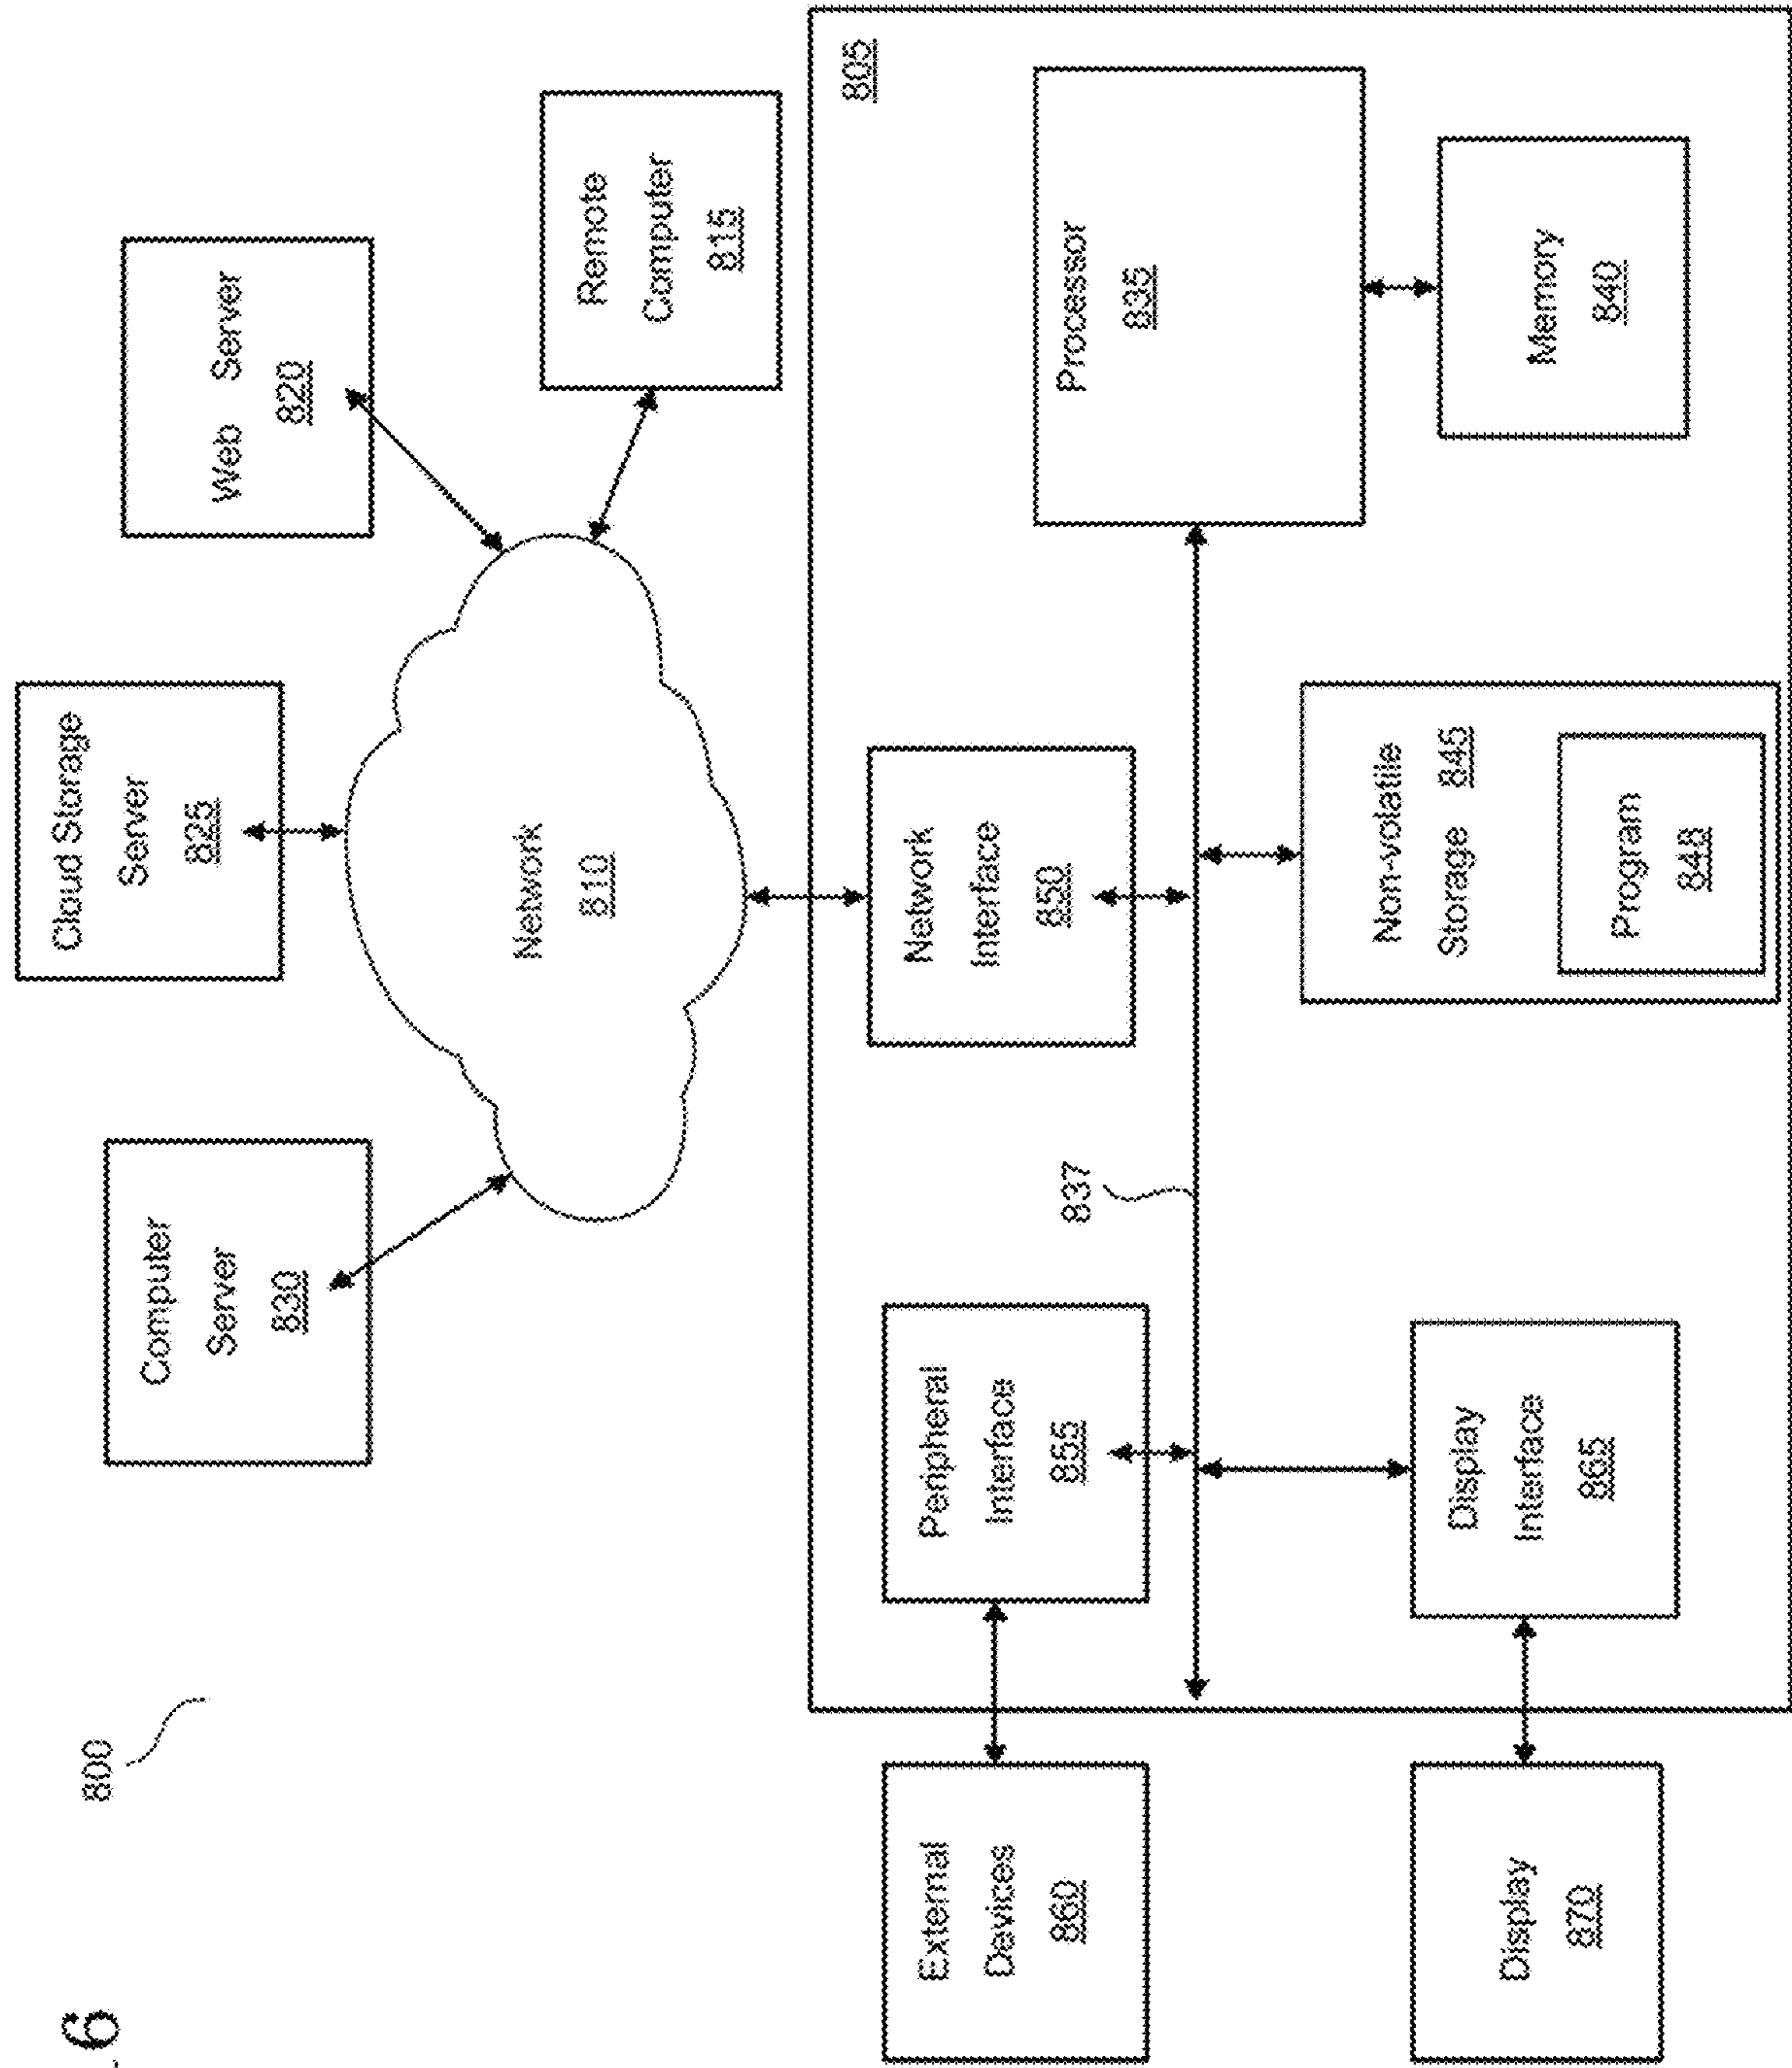 .6
800
Computer
Server
830
Cloud Storage
Server
825
Web Server
820
Remote
Computer
815
Network
810
805
External
Devices
860
Peripheral
Interface
855
Network
Interface
850
Processor
835
837
Display
870
Display
Interface
865
Non-volatile
Storage 845
Program
848
Memory
840